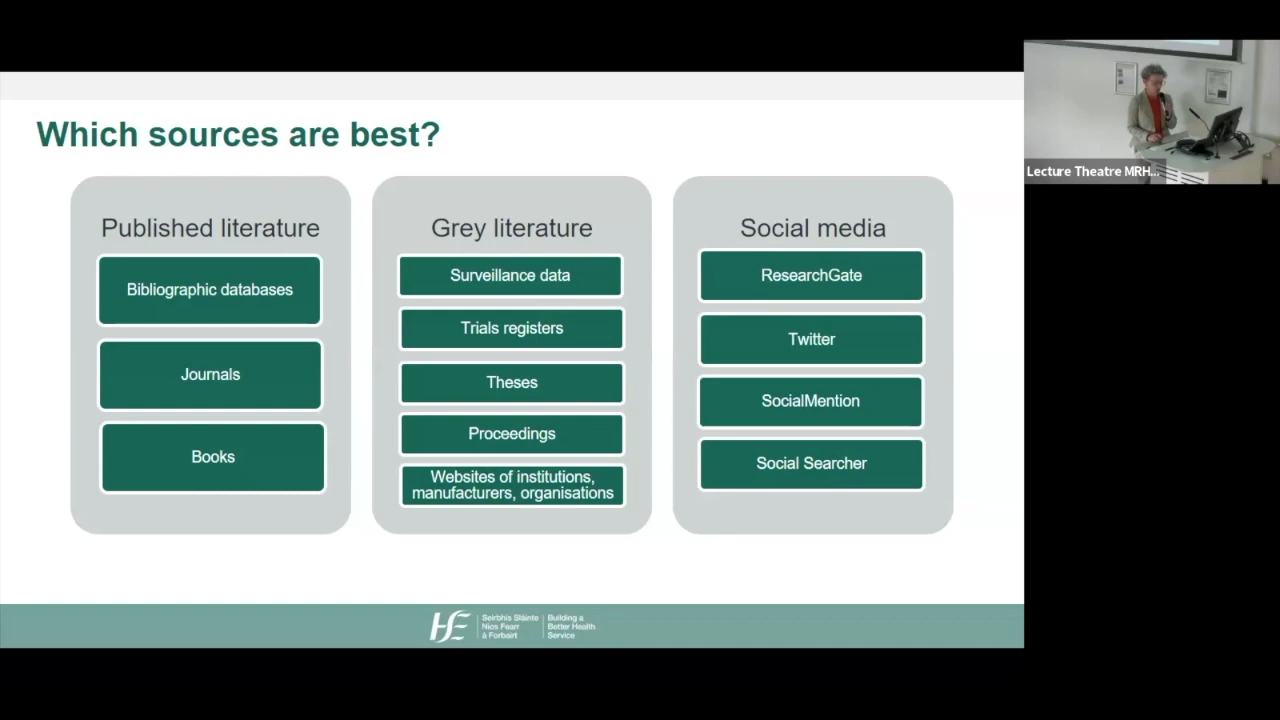 Which sources are best?
Published literature
Bibliographic databases
Journals
Books
Grey literature
Surveillance data
Trials registers
Theses
Proceedings
Websites of institutions,
manufacturers, organisations
Social media
ResearchGate
Twitter
SocialMention
Social Searcher
Lecture Theatre MRH...
HSE
Seirbhís Sláinte
Níos Fearr
á Forbairt
Building a
Better Health
Service